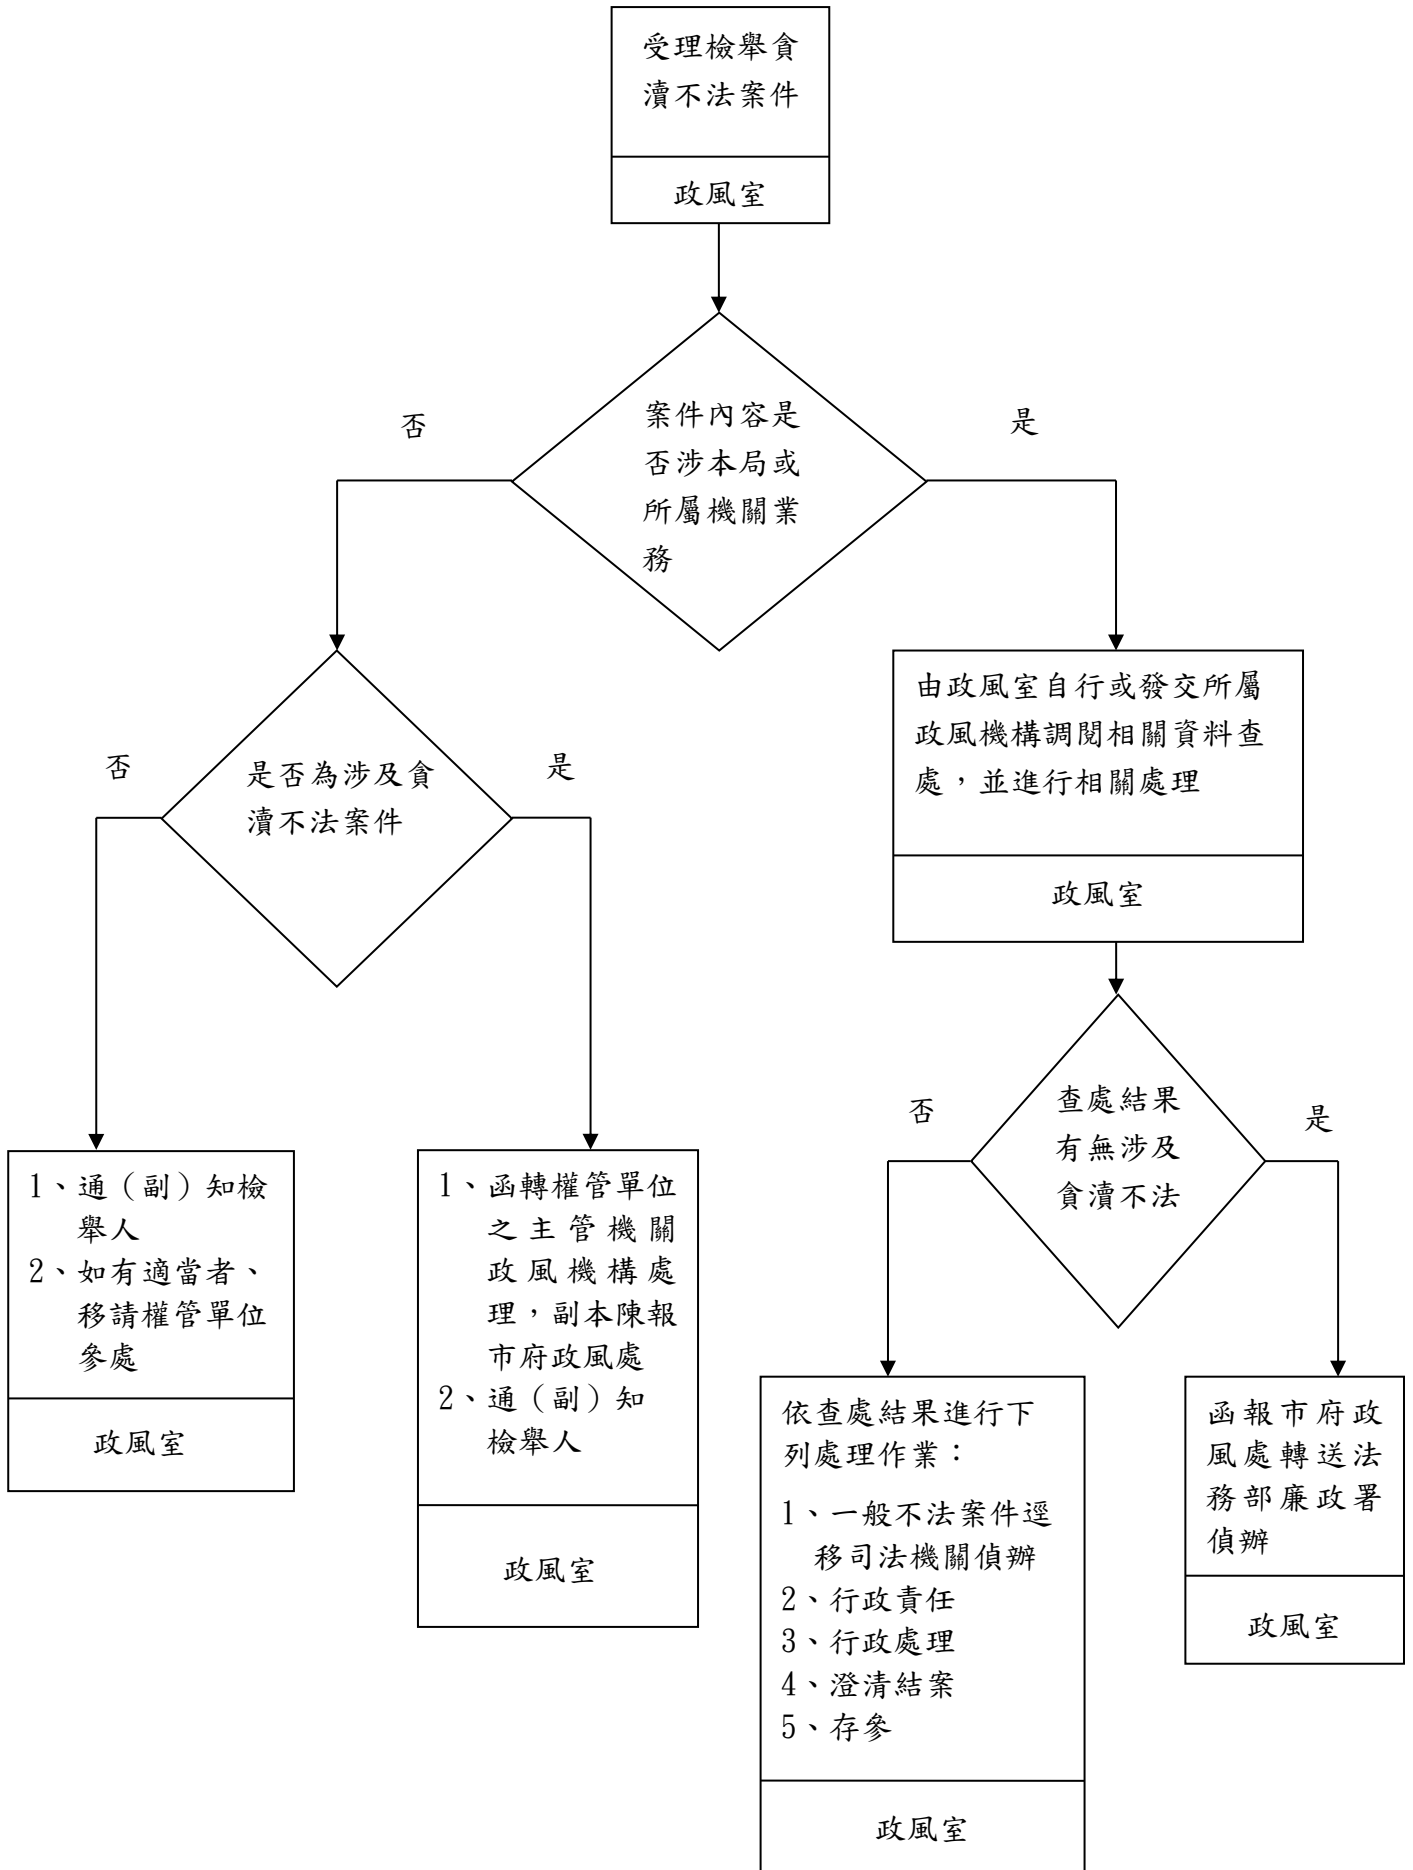 受理檢舉貪
瀆不法案件
政風室
案件內容是
否涉本局或
所屬機關業
務
否
是
是否為涉及貪
瀆不法案件
否
是
由政風室自行或發交所屬
政風機構調閱相關資料查
處，並進行相關處理
政風室
查處結果
有無涉及
貪瀆不法
否
是
1、通（副）知檢
舉人
2、如有適當者、
移請權管單位
參處
政風室
1、函轉權管單位
之主管機關
政風機構處
理，副本陳報
市府政風處
2、通（副）知
檢舉人
政風室
依查處結果進行下
列處理作業：
1、一般不法案件逕
移司法機關偵辦
2、行政責任
3、行政處理
4、澄清結案
5、存參
政風室
函報市府政
風處轉送法
務部廉政署
偵辦
政風室